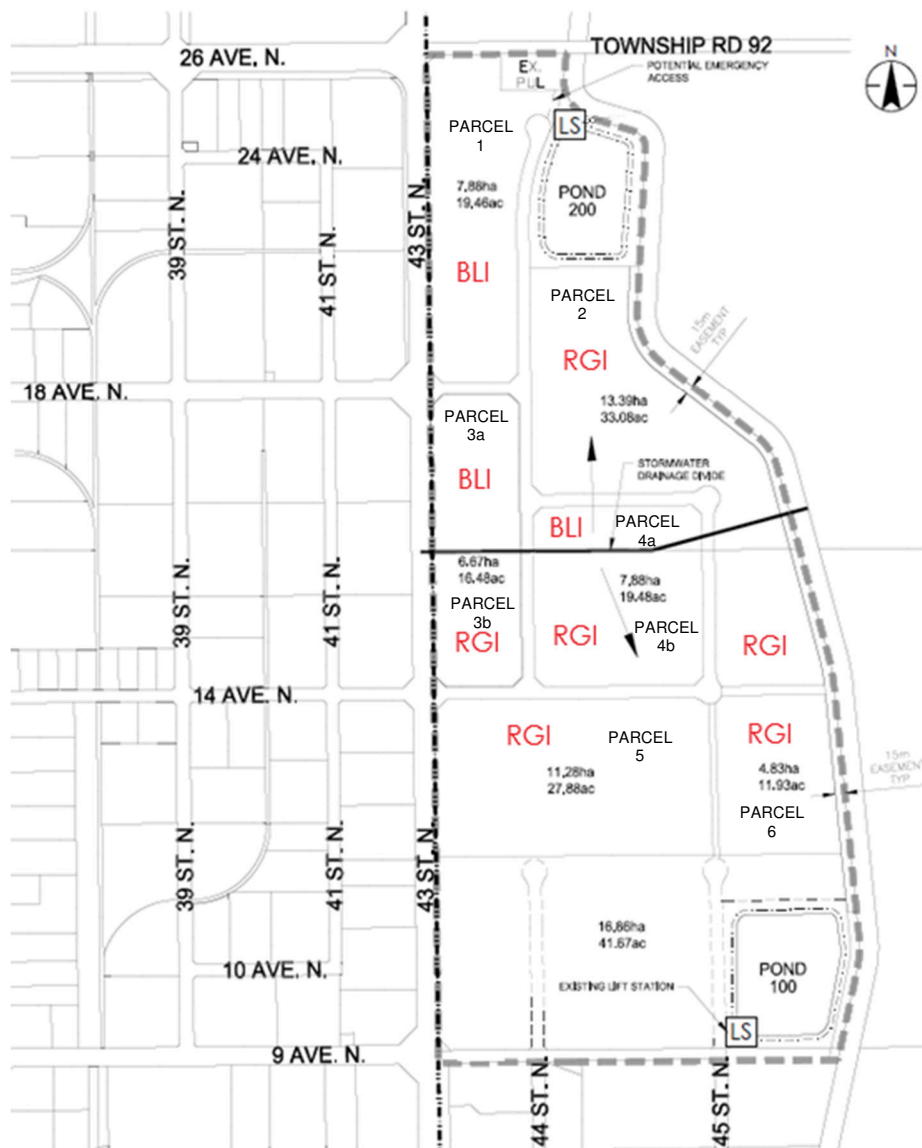 26 AVE. N.
TOWNSHIP RD 92
N
EX.
PUL
POTENTIAL EMERGENCY
ACCESS
LS
PARCEL
1
24 AVE. N.
7.88ha
19.46ac
POND
200
39 ST. N.
41 ST. N.
43 ST. N.
BLI
PARCEL
2
15m
EASEMENT
TYP
RGI
18 AVE. N.
13.39ha
33.08ac
PARCEL
3a
STORMWATER
DRAINAGE DIVIDE
BLI
BLI
PARCEL
4a
6.67ha
16.48ac
7.88ha
19.48ac
39 ST. N.
41 ST. N.
PARCEL
3b
RGI
RGI
PARCEL
4b
RGI
14 AVE. N.
RGI
PARCEL
5
RGI
11.28ha
27.88ac
4.83ha
11.93ac
15m
EASEMENT
TYP
PARCEL
6
39 ST. N.
41 ST. N.
43 ST. N.
16.86ha
41.67ac
10 AVE. N.
POND
100
EXISTING LIFT STATION
LS
9 AVE. N.
44 ST. N.
45 ST. N.